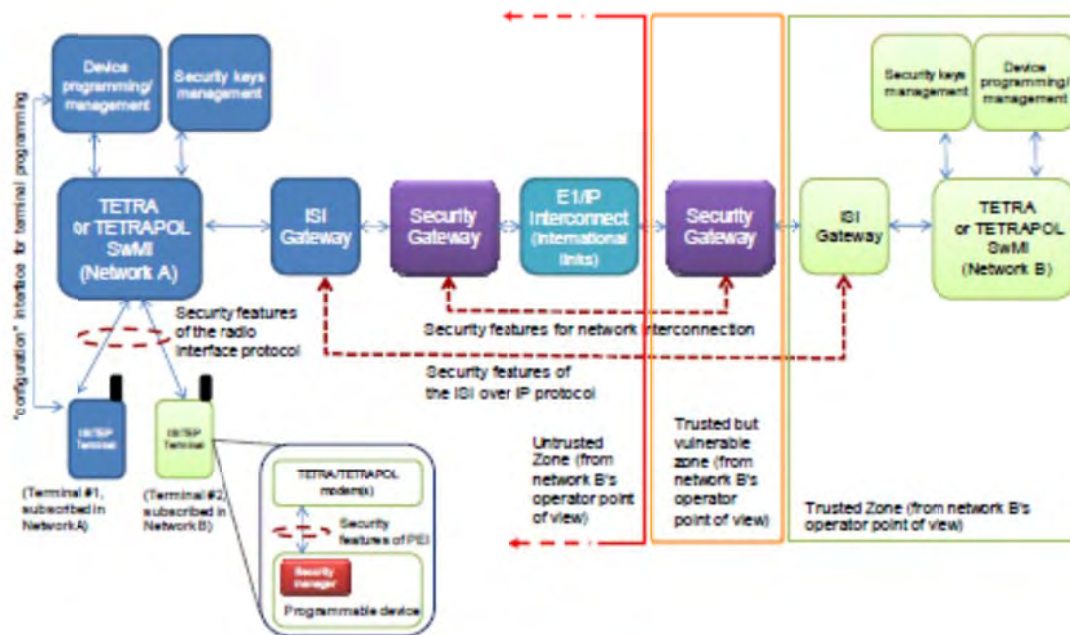 Device
programming/
management
Security keys
management
Security keys
management
Device
programming/
management
"configuration" interface for terminal programming
TETRA
or TETRAPOL
SwMI
(Network A)
ISI
Gateway
Security
Gateway
E1/IP
Interconnect
(international
links)
Security
Gateway
ISI
Gateway
TETRA
or TETRAPOL
SwMI
(Network B)
Security features
of the radio
interface protocol
Security features for network interconnection
Security features of
the ISI over IP protocol
ISITEP
Terminal
ISITEP
Terminal
(Terminal #1,
subscribed in
Network A)
(Terminal #2,
subscribed in
Network B)
TETRA/TETRAPOL
modem(s)
Security
features of PEI
Security
manager
Programmable device
Untrusted
Zone (from
network B's
operator point
of view)
Trusted but
vulnerable
zone (from
network B's
operator
point of view)
Trusted Zone (from network B's
operator point of view)